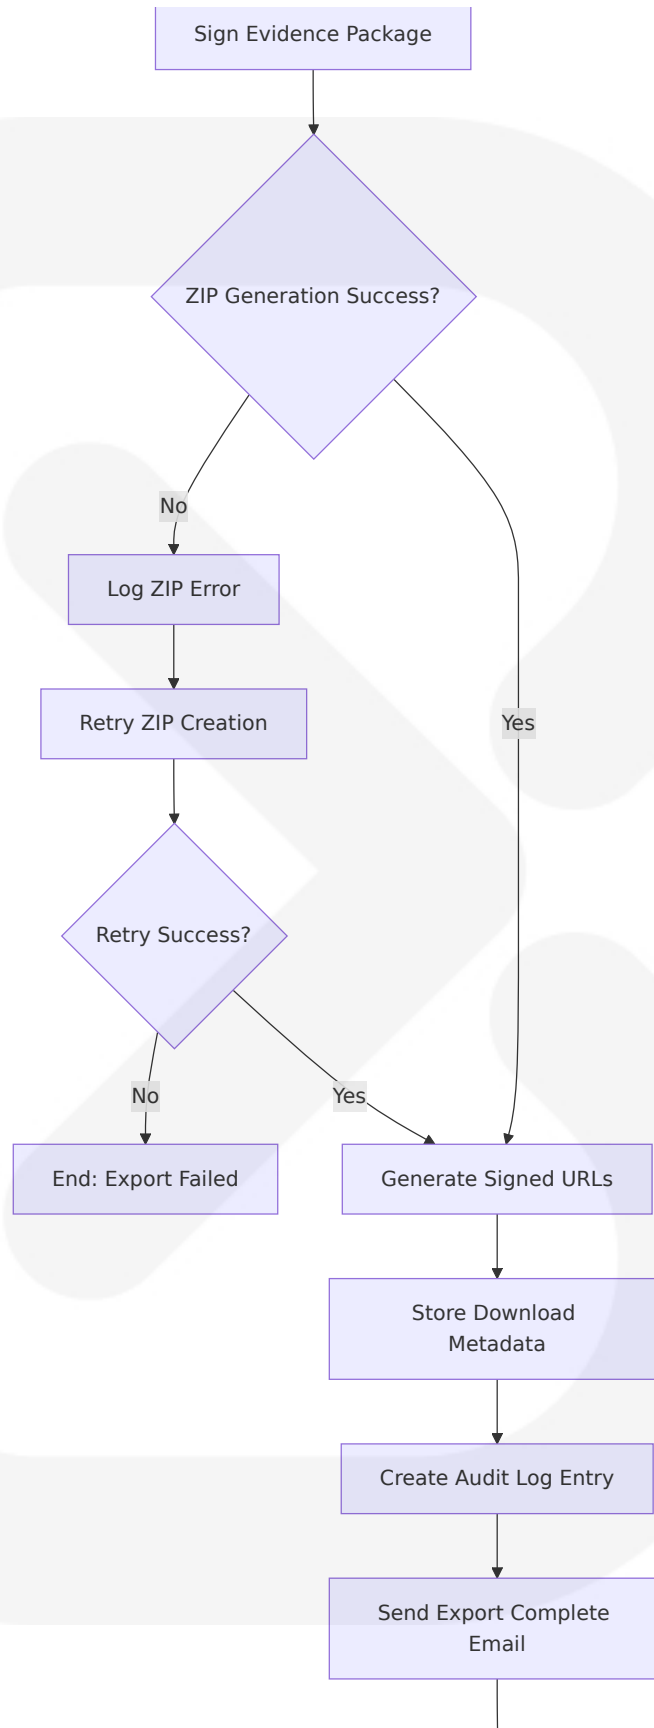 Sign Evidence Package
ZIP Generation Success?
No
Log ZIP Error
Retry ZIP Creation
Yes
Retry Success?
No
Yes
End: Export Failed
Generate Signed URLs
Store Download
Metadata
Create Audit Log Entry
Send Export Complete
Email